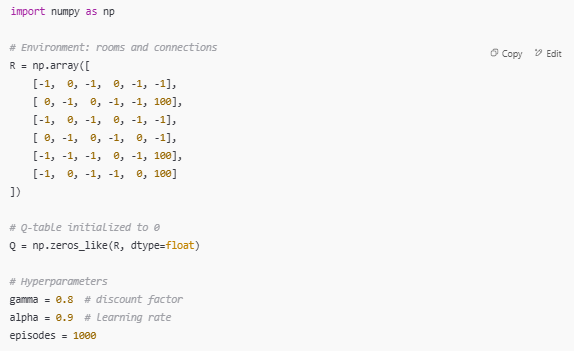 import numpy as np
# Environment: rooms and connections
Copy Edit
R = np.array([
    [-1,  0, -1,  0, -1, -1],
    [ 0, -1,  0, -1, -1, 100],
    [-1,  0, -1,  0, -1, -1],
    [ 0, -1,  0, -1,  0, -1],
    [-1, -1, -1,  0, -1, 100],
    [-1,  0, -1, -1,  0, 100]
])
# Q-table initialized to 0
Q = np.zeros_like(R, dtype=float)
# Hyperparameters
gamma = 0.8  # discount factor
alpha = 0.9  # learning rate
episodes = 1000